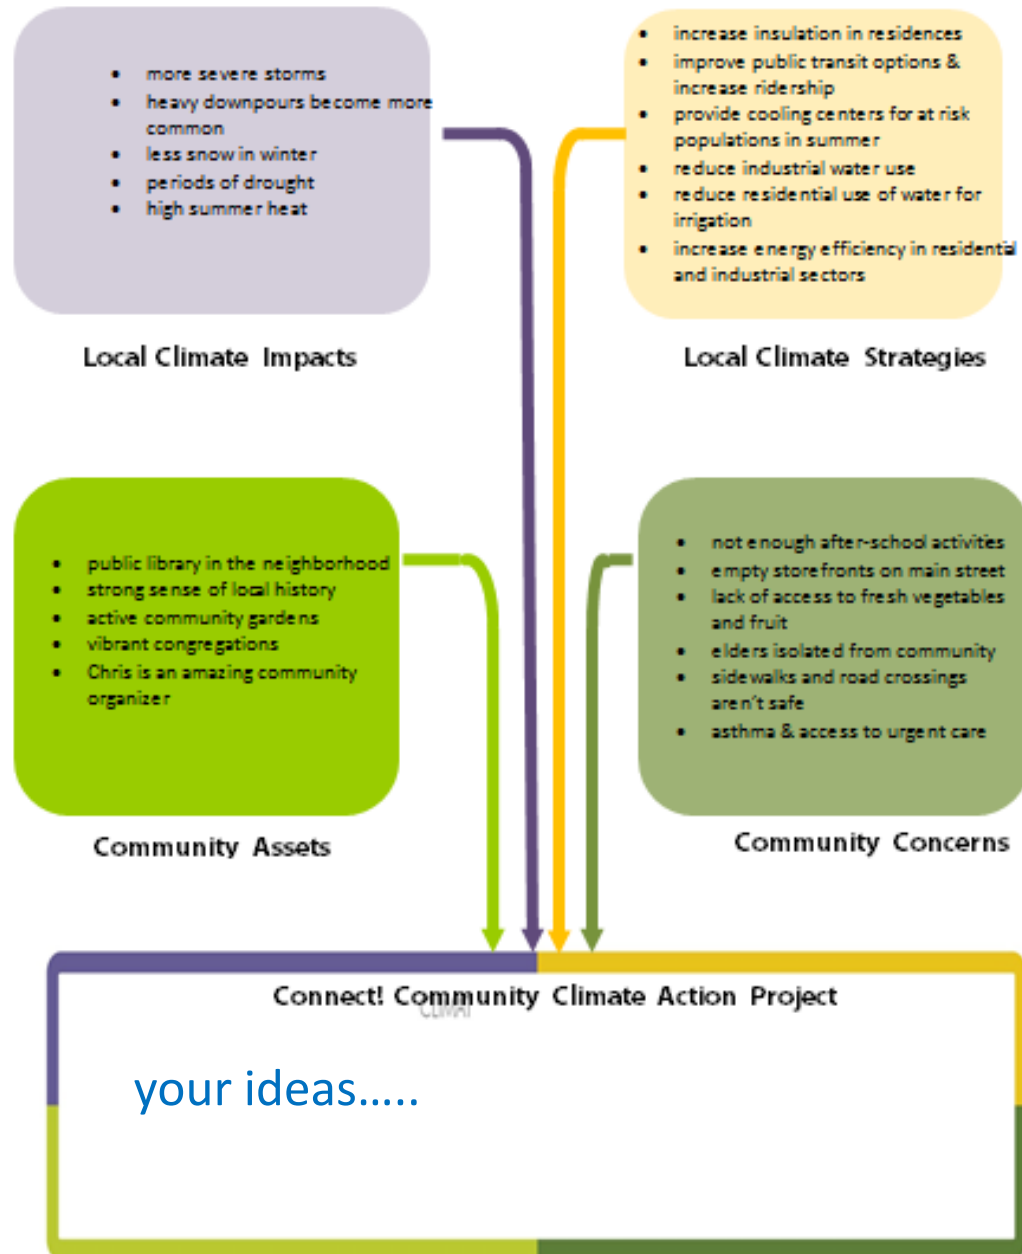 • more severe storms
• heavy downpours become more
common
• less snow in winter
• periods of drought
• high summer heat
Local Climate Impacts
• increase insulation in residences
• improve public transit options &
increase ridership
• provide cooling centers for at risk
populations in summer
• reduce industrial water use
• reduce residential use of water for
irrigation
• increase energy efficiency in residential
and industrial sectors
Local Climate Strategies
• public library in the neighborhood
• strong sense of local history
• active community gardens
• vibrant congregations
• Chris is an amazing community
organizer
Community Assets
• not enough after-school activities
• empty storefronts on main street
• lack of access to fresh vegetables
and fruit
• elders isolated from community
• sidewalks and road crossings
aren't safe
• asthma & access to urgent care
Community Concerns
Connect! Community Climate Action Project
CLIMAT
your ideas.....